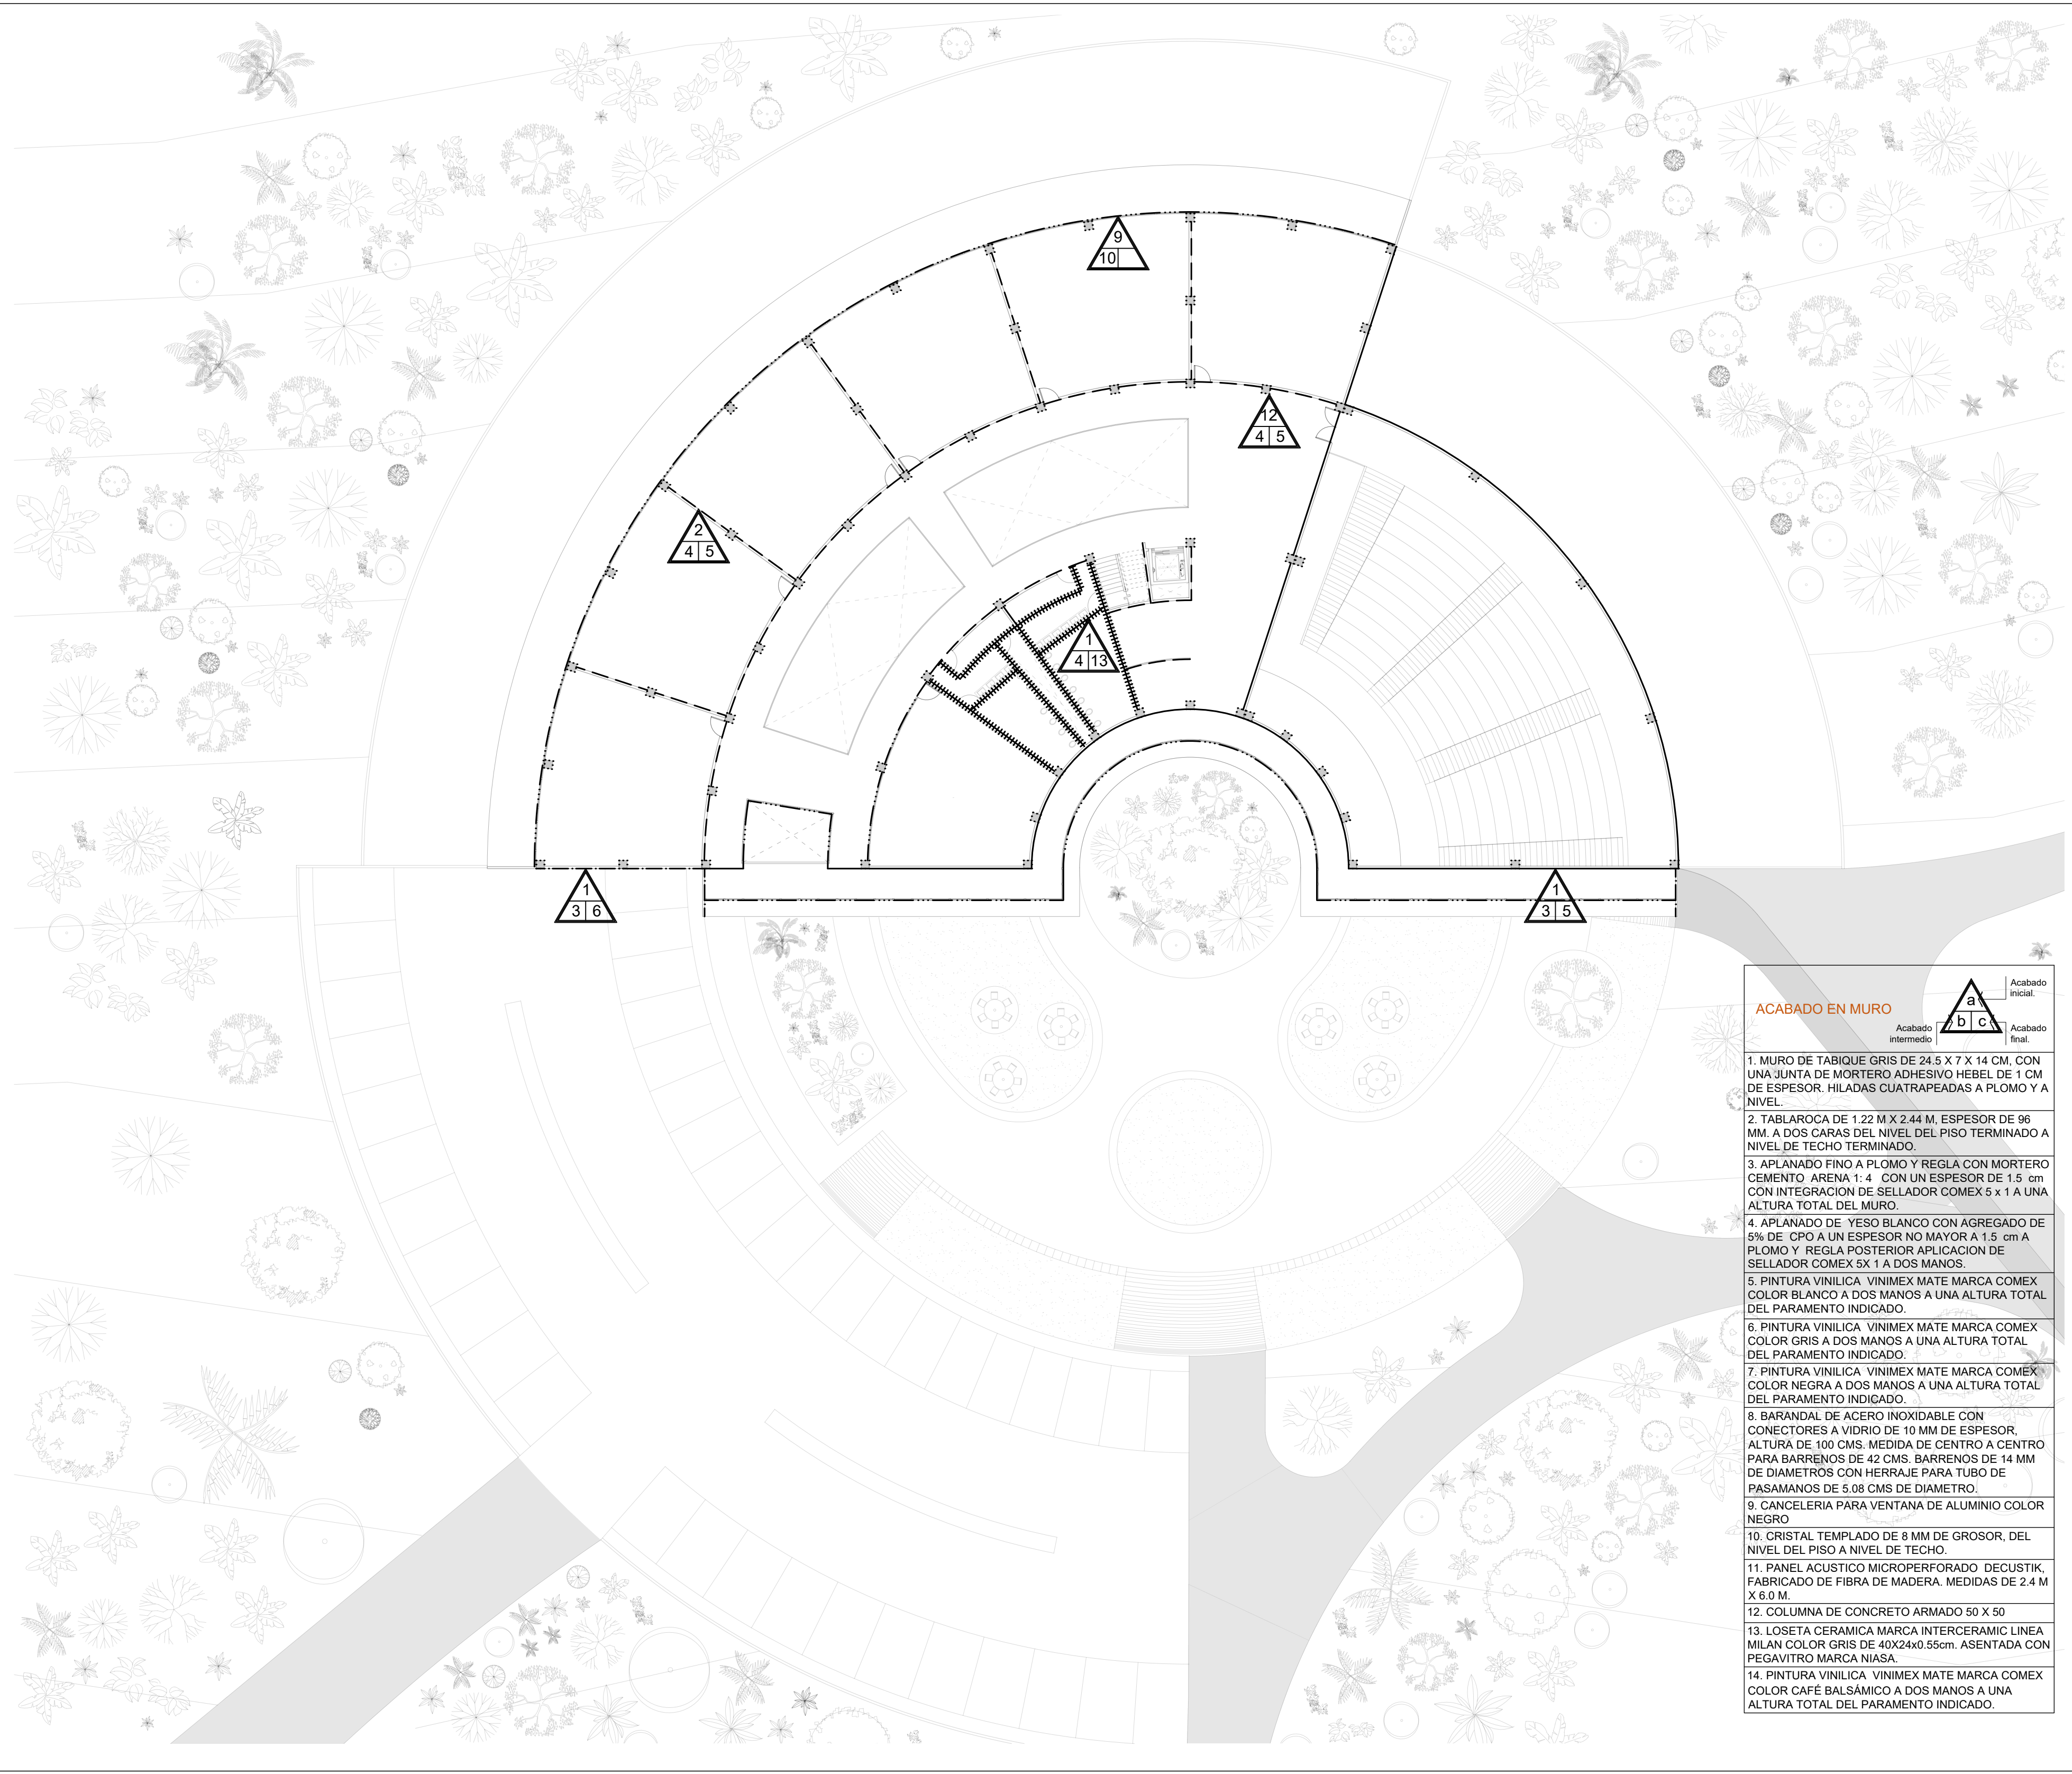 9
10
12
4 5
2
4 5
1
4 13
1
3 6
1
3 5
ACABADO EN MURO
a
b c
Acabado
inicial.
Acabado
intermedio
Acabado
final.
1. MURO DE TABIQUE GRIS DE 24.5 X 7 X 14 CM, CON
UNA JUNTA DE MORTERO ADHESIVO HEBEL DE 1 CM
DE ESPESOR. HILADAS CUATRAPEADAS A PLOMO Y A
NIVEL.
2. TABLAROCA DE 1.22 M X 2.44 M, ESPESOR DE 96
MM. A DOS CARAS DEL NIVEL DEL PISO TERMINADO A
NIVEL DE TECHO TERMINADO.
3. APLANADO FINO A PLOMO Y REGLA CON MORTERO
CEMENTO ARENA 1: 4 CON UN ESPESOR DE 1.5 cm
CON INTEGRACION DE SELLADOR COMEX 5 x 1 A UNA
ALTURA TOTAL DEL MURO.
4. APLANADO DE YESO BLANCO CON AGREGADO DE
5% DE CPO A UN ESPESOR NO MAYOR A 1.5 cm A
PLOMO Y REGLA POSTERIOR APLICACION DE
SELLADOR COMEX 5X 1 A DOS MANOS.
5. PINTURA VINILICA VINIMEX MATE MARCA COMEX
COLOR BLANCO A DOS MANOS A UNA ALTURA TOTAL
DEL PARAMENTO INDICADO.
6. PINTURA VINILICA VINIMEX MATE MARCA COMEX
COLOR GRIS A DOS MANOS A UNA ALTURA TOTAL
DEL PARAMENTO INDICADO.
7. PINTURA VINILICA VINIMEX MATE MARCA COMEX
COLOR NEGRA A DOS MANOS A UNA ALTURA TOTAL
DEL PARAMENTO INDICADO.
8. BARANDAL DE ACERO INOXIDABLE CON
CONECTORES A VIDRIO DE 10 MM DE ESPESOR,
ALTURA DE 100 CMS. MEDIDA DE CENTRO A CENTRO
PARA BARRENOS DE 42 CMS. BARRENOS DE 14 MM
DE DIAMETROS CON HERRAJE PARA TUBO DE
PASAMANOS DE 5.08 CMS DE DIAMETRO.
9. CANCELERIA PARA VENTANA DE ALUMINIO COLOR
NEGRO
10. CRISTAL TEMPLADO DE 8 MM DE GROSOR, DEL
NIVEL DEL PISO A NIVEL DE TECHO.
11. PANEL ACUSTICO MICROPERFORADO DECUSTIK,
FABRICADO DE FIBRA DE MADERA. MEDIDAS DE 2.4 M
X 6.0 M.
12. COLUMNA DE CONCRETO ARMADO 50 X 50
13. LOSETA CERAMICA MARCA INTERCERAMIC LINEA
MILAN COLOR GRIS DE 40X24x0.55cm. ASENTADA CON
PEGAVITRO MARCA NIASA.
14. PINTURA VINILICA VINIMEX MATE MARCA COMEX
COLOR CAFÉ BALSÁMICO A DOS MANOS A UNA
ALTURA TOTAL DEL PARAMENTO INDICADO.